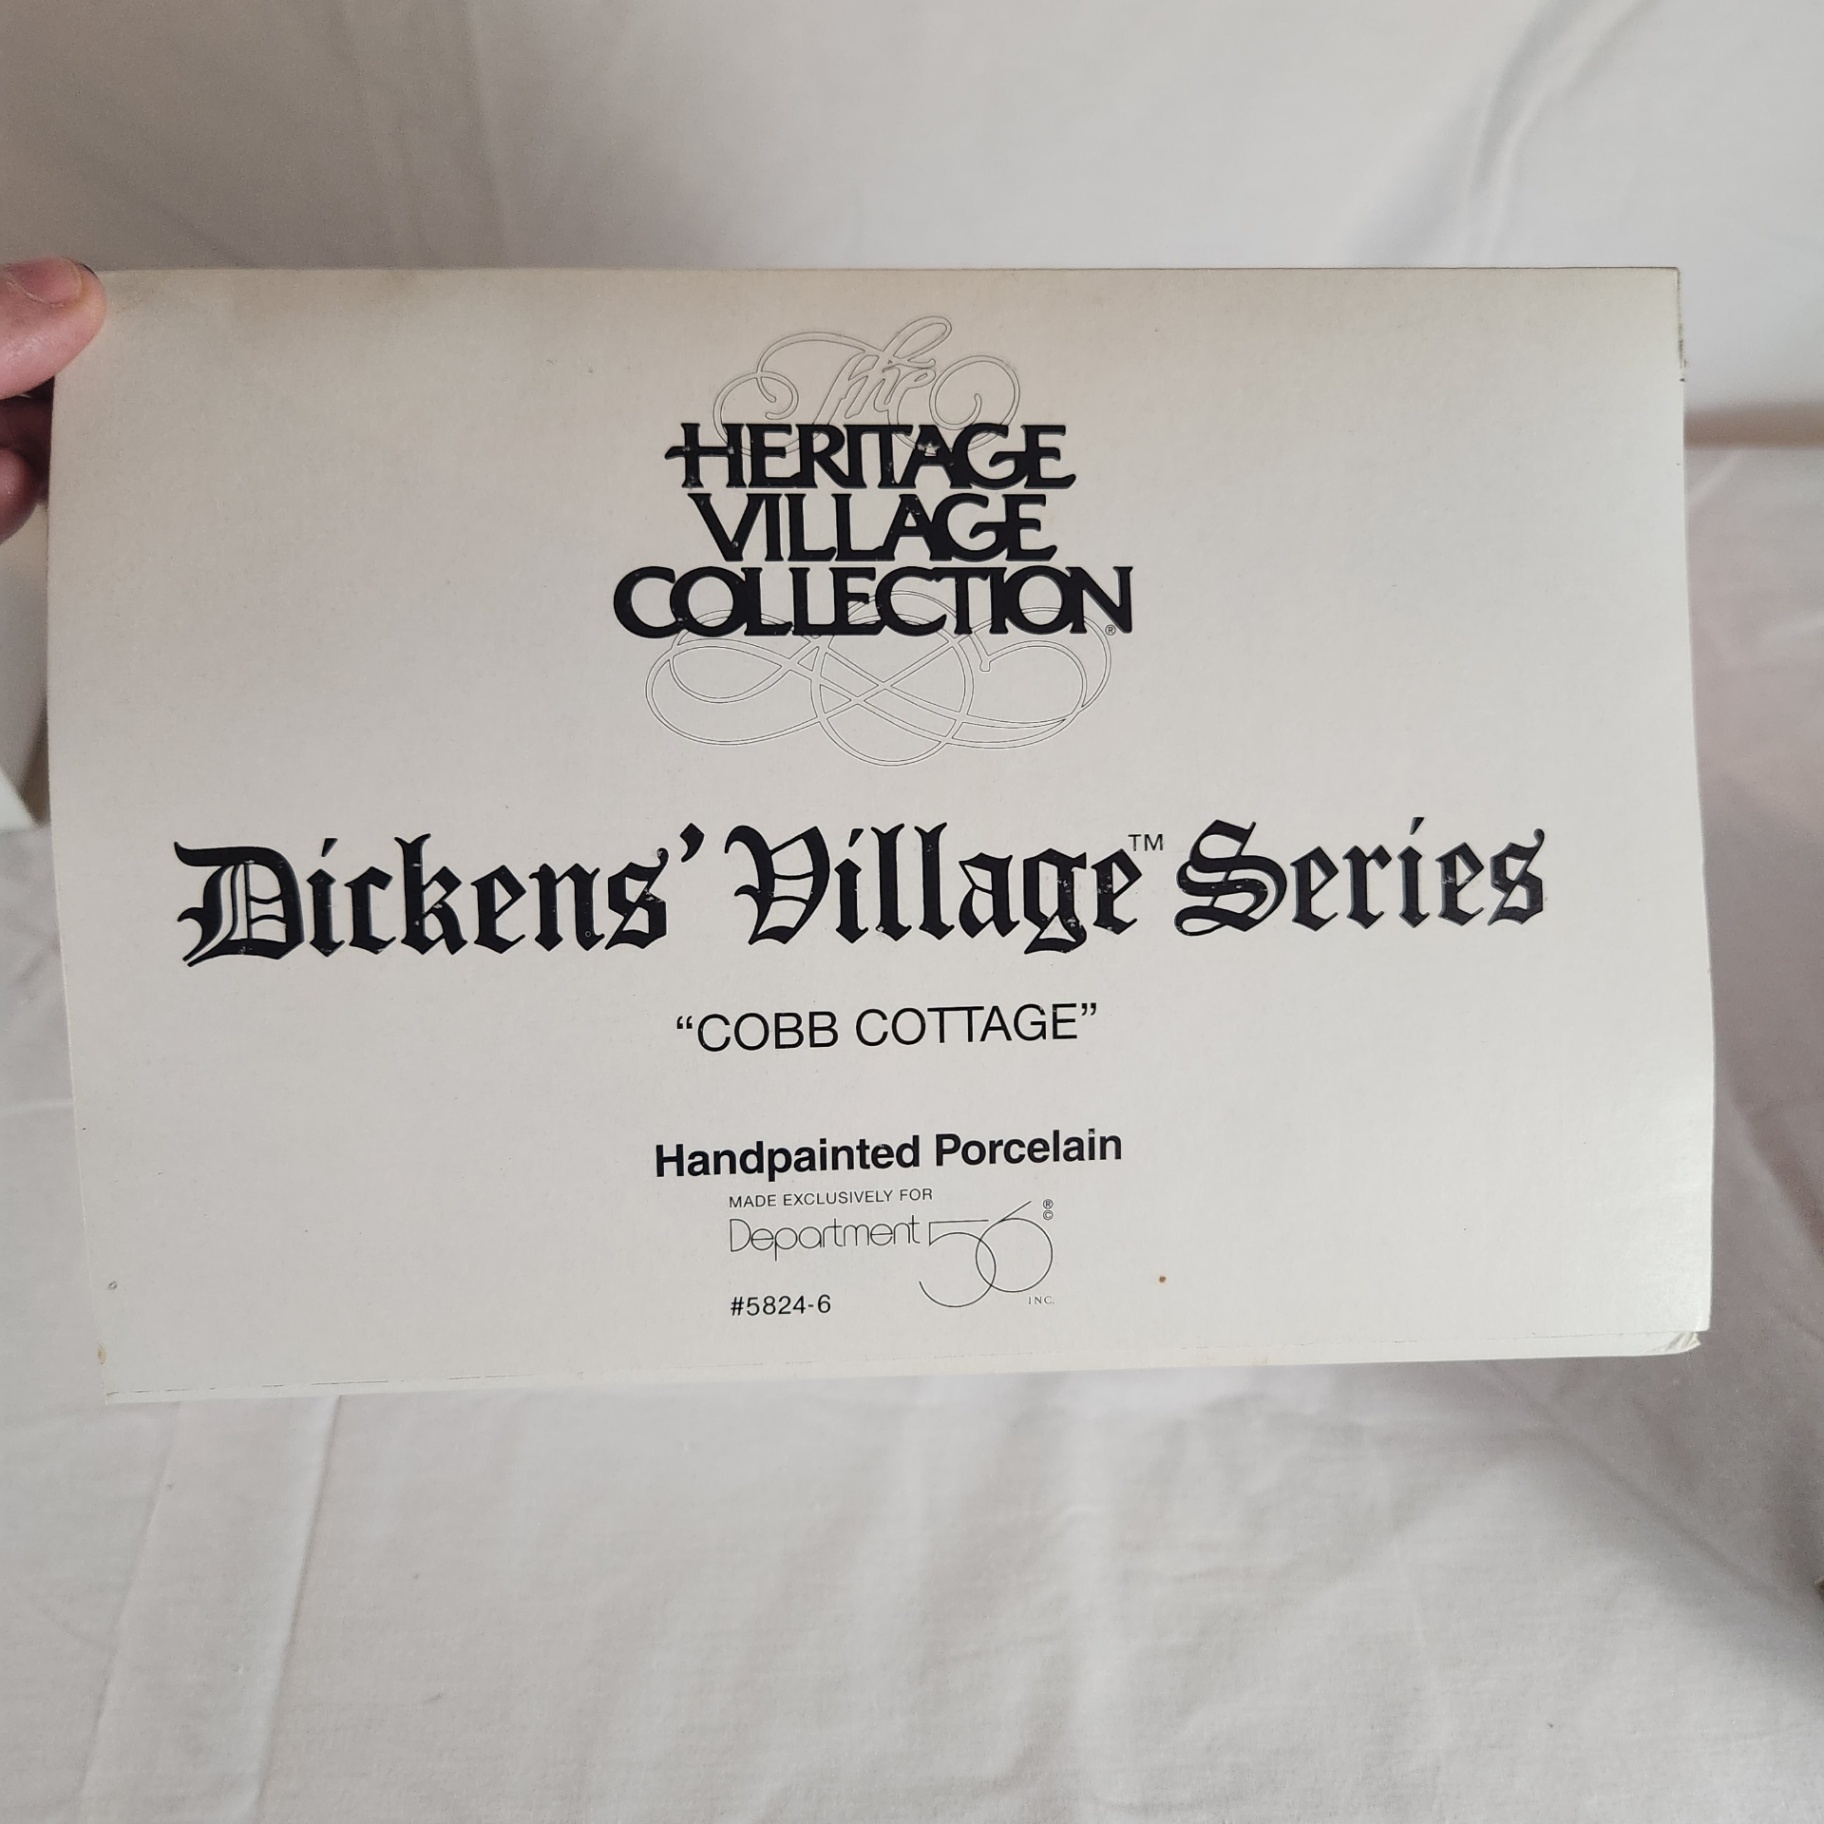 The
HERITAGE
VILLAGE
COLLECTION®
Dickens' Village™ Series
“COBB COTTAGE”
Handpainted Porcelain
MADE EXCLUSIVELY FOR
Department 56 ®©
INC.
#5824-6